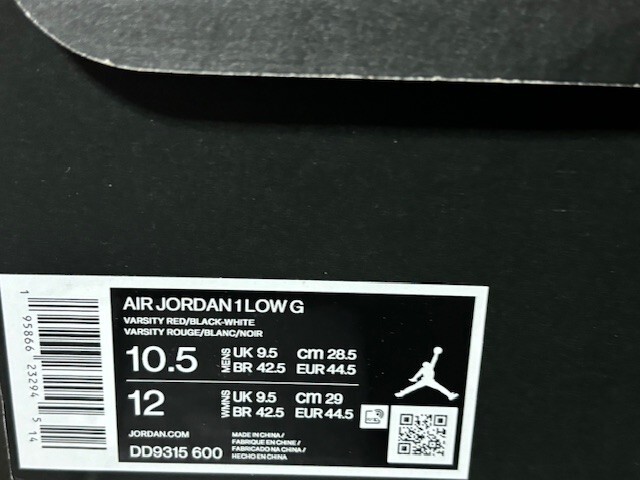 AIR JORDAN 1 LOW G
VARSITY RED/BLACK-WHITE
VARSITY ROUGE/BLANC/NOIR
10.5 MENS UK 9.5 cm 28.5
BR 42.5 EUR 44.5
12 WMNS UK 9.5 cm 29
BR 42.5 EUR 44.5
JORDAN.COM
DD9315 600
MADE IN CHINA /
FABRIQUE EN CHINE /
FABRICADO NA CHINA /
HECHO EN CHINA
1 95866 23294 5 14